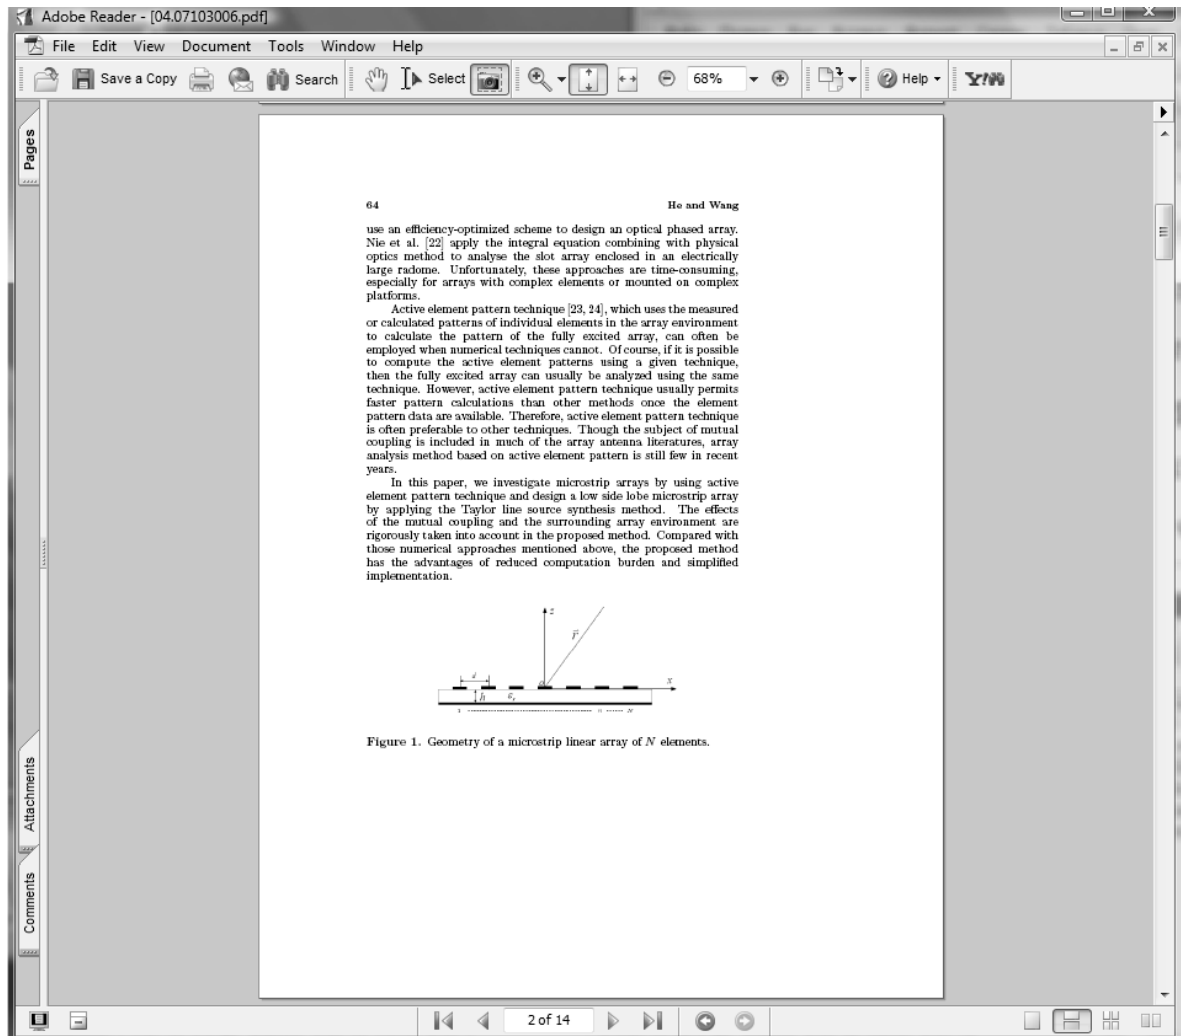 Adobe Reader - [04.07103006.pdf]
File Edit View Document Tools Window Help
Save a Copy Search Select 68% Help Y!
Pages
64 He and Wang
use an efficiency-optimized scheme to design an optical phased array.
Nie et al. [22] apply the integral equation combining with physical
optics method to analyse the slot array enclosed in an electrically
large radome. Unfortunately, these approaches are time-consuming,
especially for arrays with complex elements or mounted on complex
platforms.
Active element pattern technique [23, 24], which uses the measured
or calculated patterns of individual elements in the array environment
to calculate the pattern of the fully excited array, can often be
employed when numerical techniques cannot. Of course, if it is possible
to compute the active element patterns using a given technique,
then the fully excited array can usually be analyzed using the same
technique. However, active element pattern technique usually permits
faster pattern calculations than other methods once the element
pattern data are available. Therefore, active element pattern technique
is often preferable to other techniques. Though the subject of mutual
coupling is included in much of the array antenna literatures, array
analysis method based on active element pattern is still few in recent
years.
In this paper, we investigate microstrip arrays by using active
element pattern technique and design a low side lobe microstrip array
by applying the Taylor line source synthesis method. The effects
of the mutual coupling and the surrounding array environment are
rigorously taken into account in the proposed method. Compared with
those numerical approaches mentioned above, the proposed method
has the advantages of reduced computation burden and simplified
implementation.
z
r
d x
h εr
Figure 1. Geometry of a microstrip linear array of N elements.
Attachments
Comments
2 of 14